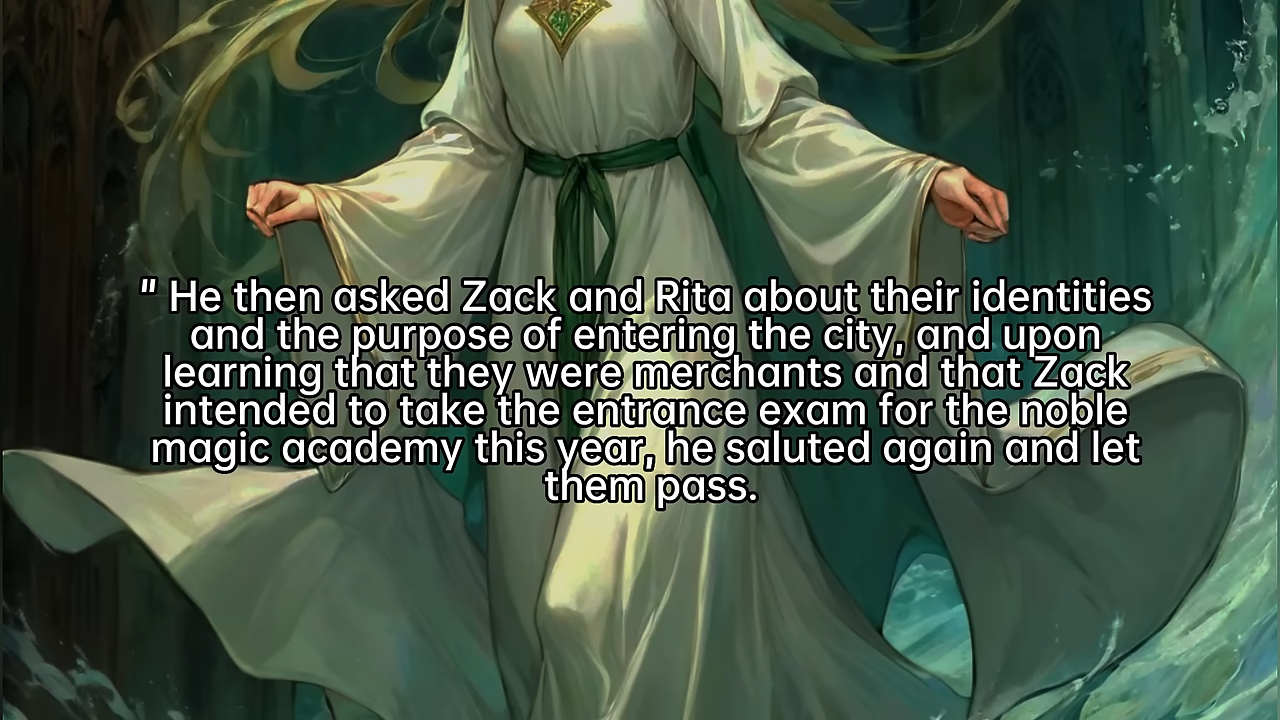 " He then asked Zack and Rita about their identities
and the purpose of entering the city, and upon
learning that they were merchants and that Zack
intended to take the entrance exam for the noble
magic academy this year, he saluted again and let
them pass.